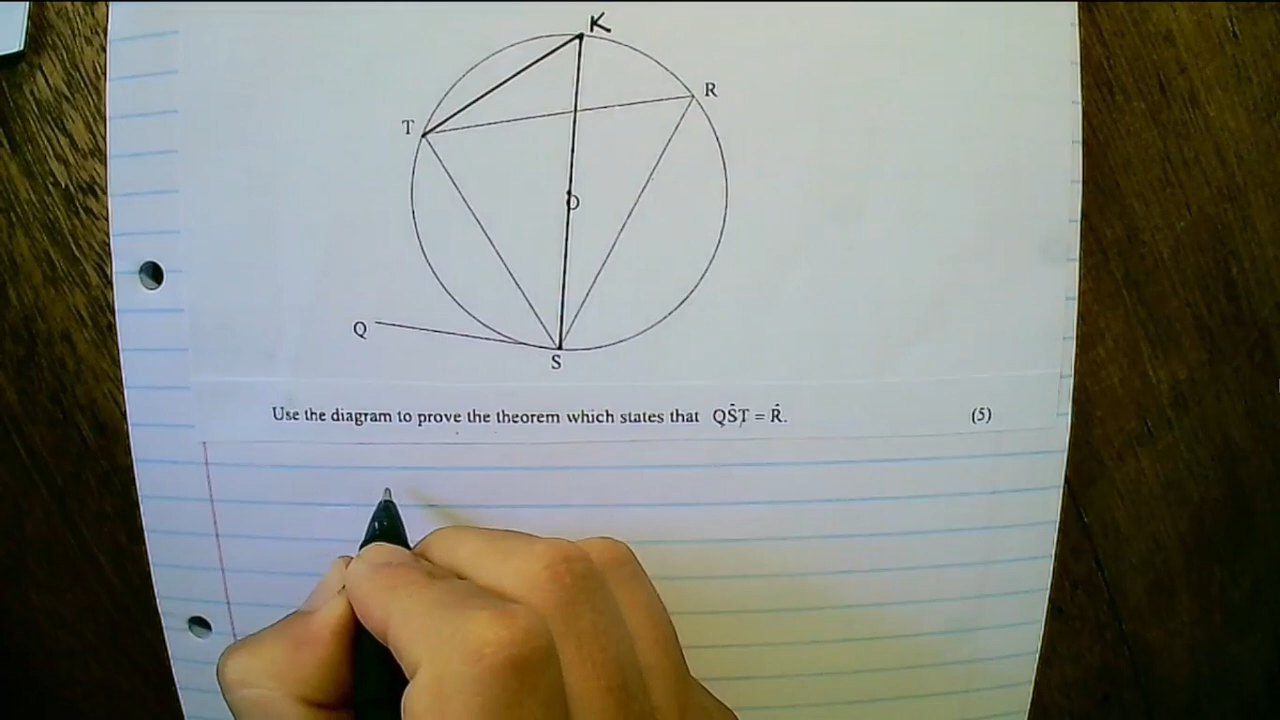 K
R
T
O
Q
S
Use the diagram to prove the theorem which states that QŜT = R̂. (5)